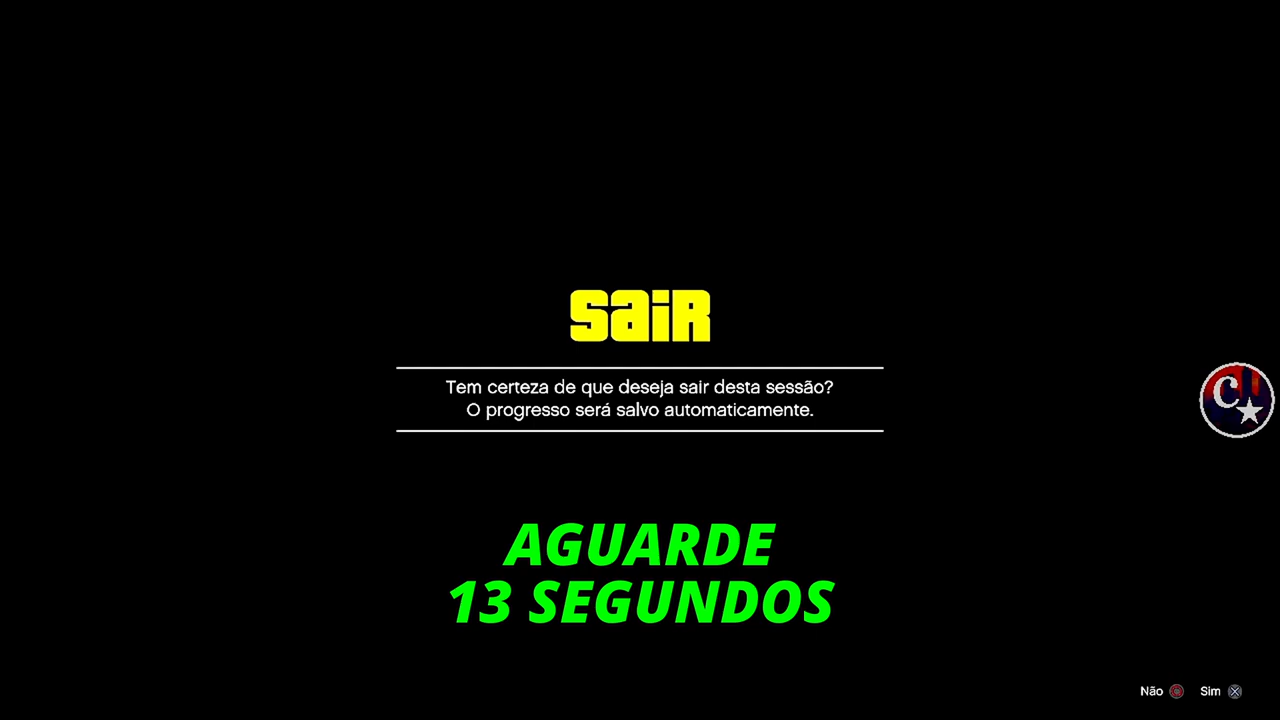 saiR
Tem certeza de que deseja sair desta sessão?
O progresso será salvo automaticamente.
AGUARDE
13 SEGUNDOS
C
Não Sim